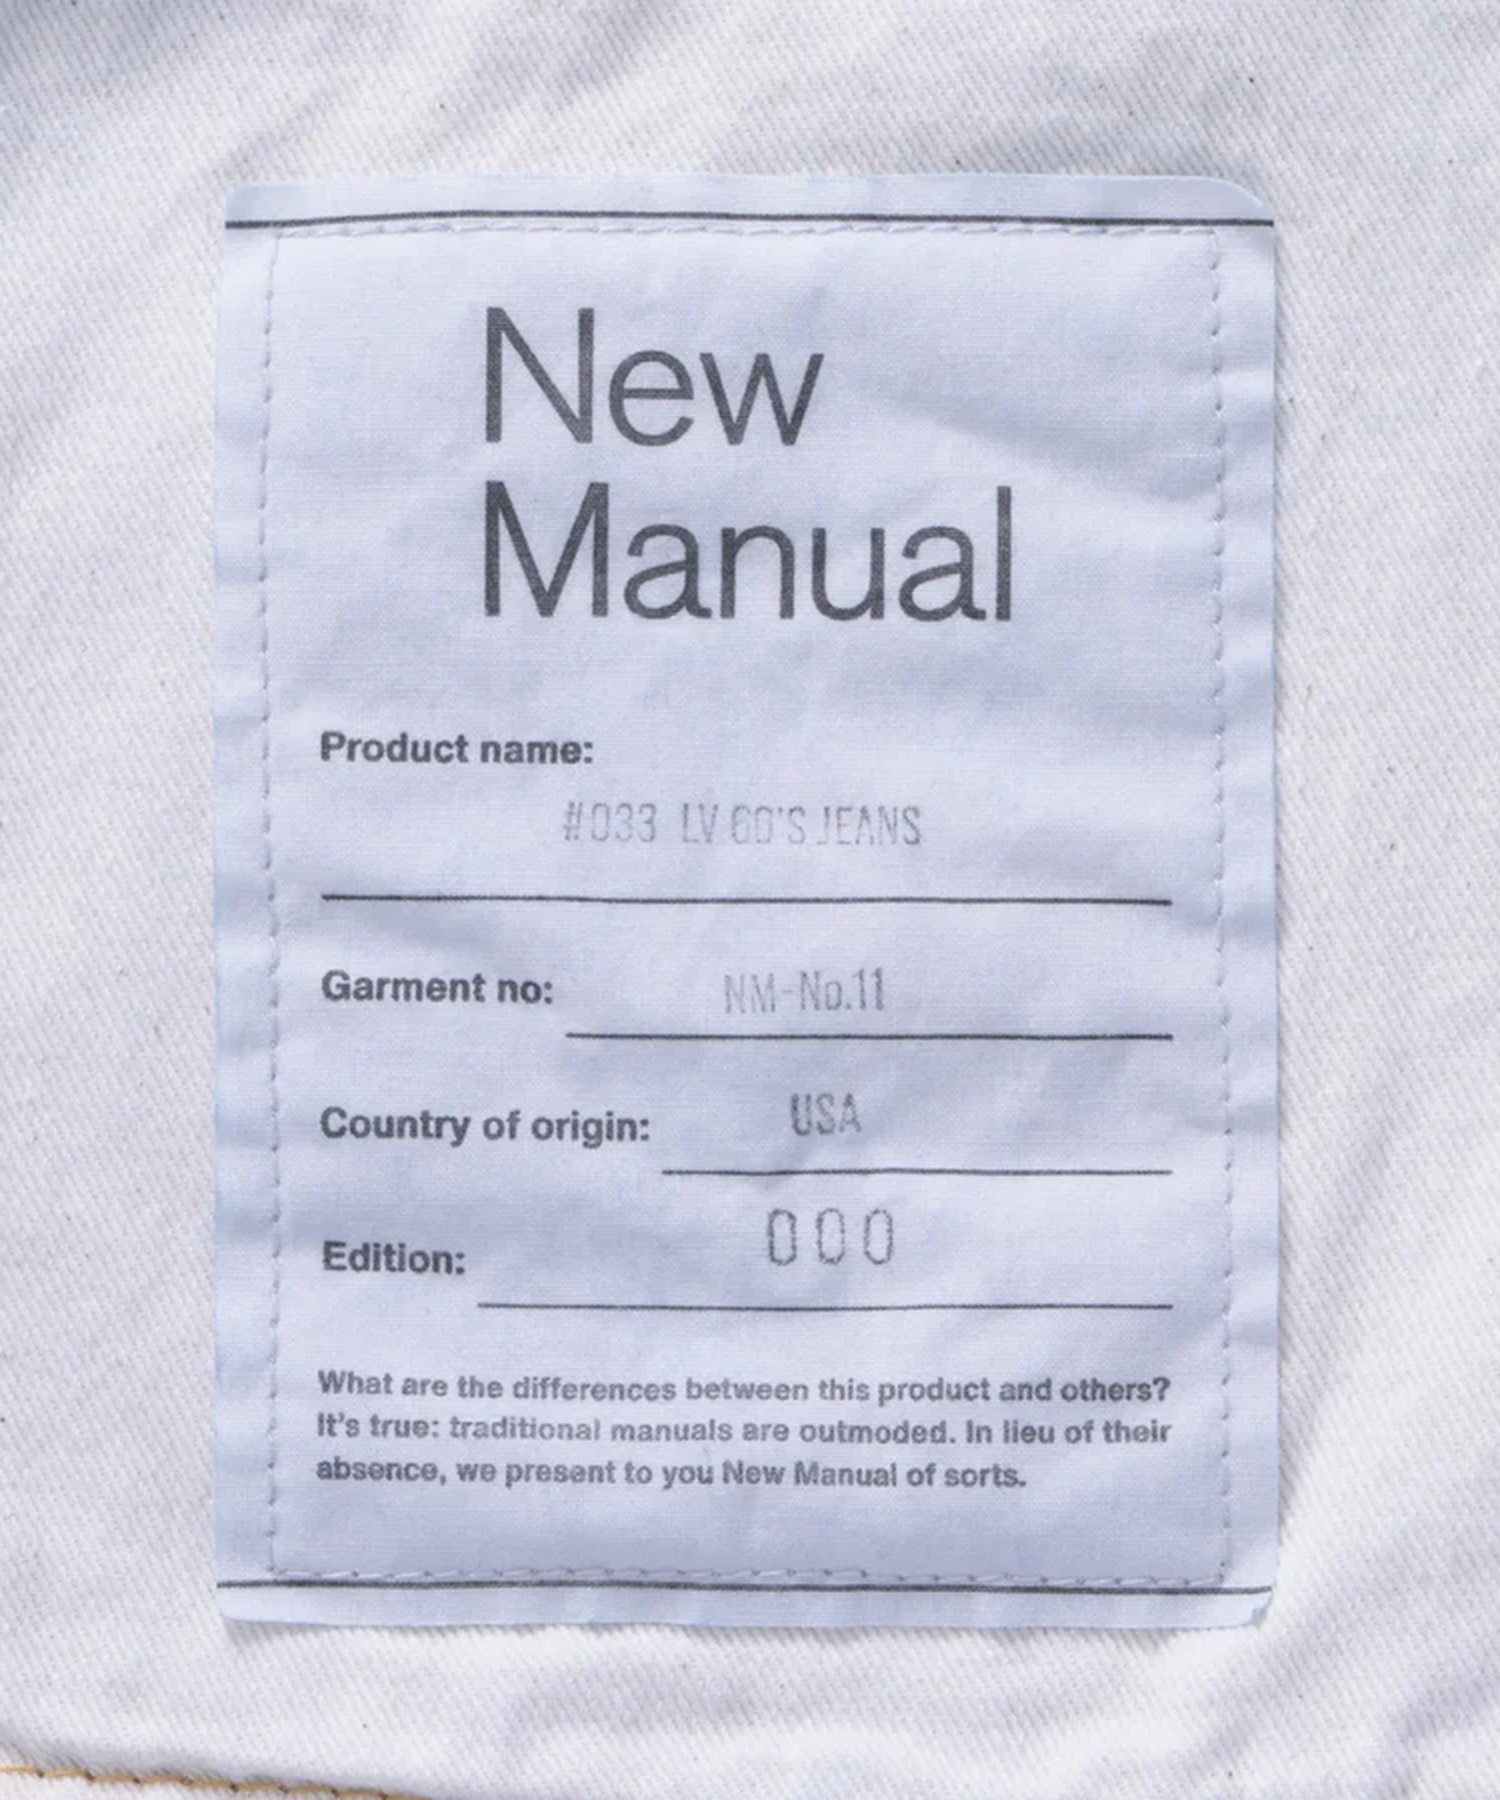 New
Manual
Product name:
#033 LV 60'S JEANS
Garment no: NM-No.11
Country of origin: USA
Edition: 000
What are the differences between this product and others?
It's true: traditional manuals are outmoded. In lieu of their
absence, we present to you New Manual of sorts.